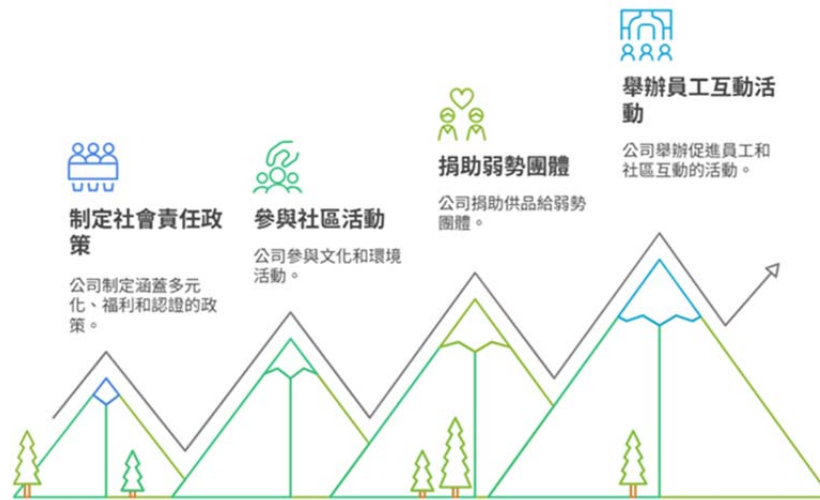 制定社會責任政
策
公司制定涵蓋多元
化、福利和認證的政
策。
參與社區活動
公司參與文化和環境
活動。
捐助弱勢團體
公司捐助供品給弱勢
團體。
舉辦員工互動活
動
公司舉辦促進員工和
社區互動的活動。